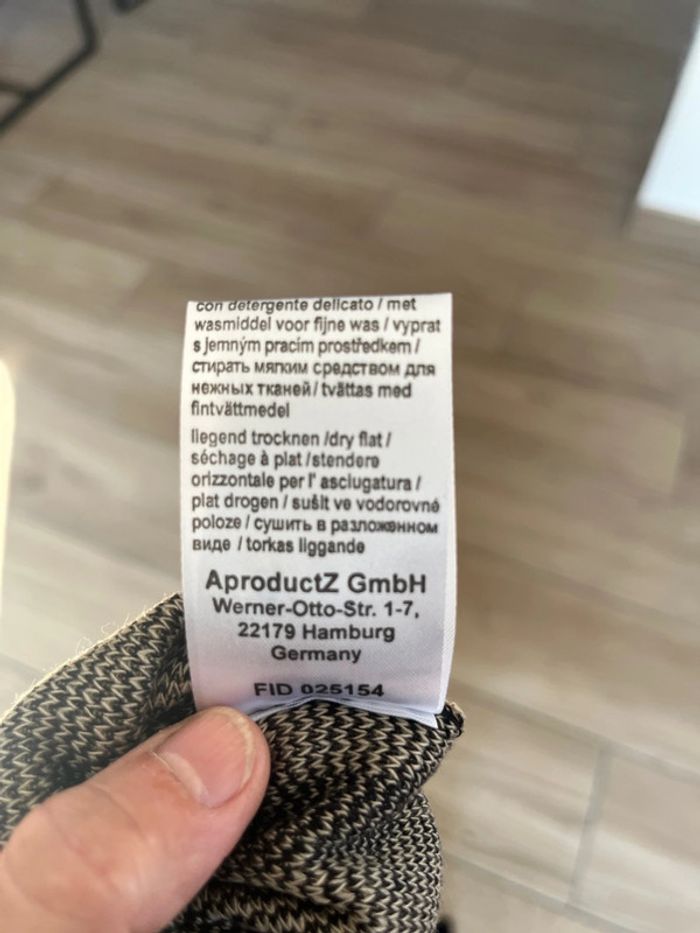 con detergente delicato / met
wasmiddel voor fijne was / vyprat
s jemným pracím prostředkem /
стирать мягким средством для
нежных тканей / tvättas med
fintvättmedel
liegend trocknen /dry flat /
séchage à plat /stendere
orizzontale per l' asciugatura /
plat drogen / sušit ve vodorovné
poloze / сушить в разложенном
виде / torkas liggande
AproductZ GmbH
Werner-Otto-Str. 1-7,
22179 Hamburg
Germany
FID 025154